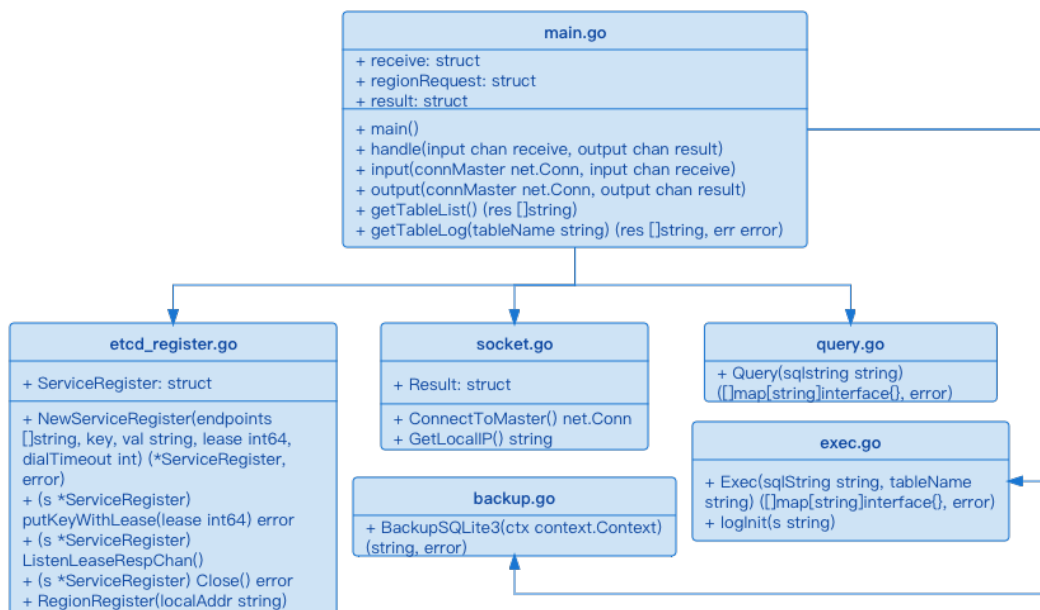 main.go
+ receive: struct
+ regionRequest: struct
+ result: struct
+ main()
+ handle(input chan receive, output chan result)
+ input(connMaster net.Conn, input chan receive)
+ output(connMaster net.Conn, output chan result)
+ getTableList() (res []string)
+ getTableLog(tableName string) (res []string, err error)
etcd_register.go
+ ServiceRegister: struct
+ NewServiceRegister(endpoints
[]string, key, val string, lease int64,
dialTimeout int) (*ServiceRegister,
error)
+ (s *ServiceRegister)
putKeyWithLease(lease int64) error
+ (s *ServiceRegister)
ListenLeaseRespChan()
+ (s *ServiceRegister) Close() error
+ RegionRegister(localAddr string)
socket.go
+ Result: struct
+ ConnectToMaster() net.Conn
+ GetLocalIP() string
query.go
+ Query(sqlstring string)
([]map[string]interface{}, error)
exec.go
+ Exec(sqlString string, tableName
string) ([]map[string]interface{}, error)
+ logInit(s string)
backup.go
+ BackupSQLite3(ctx context.Context)
(string, error)